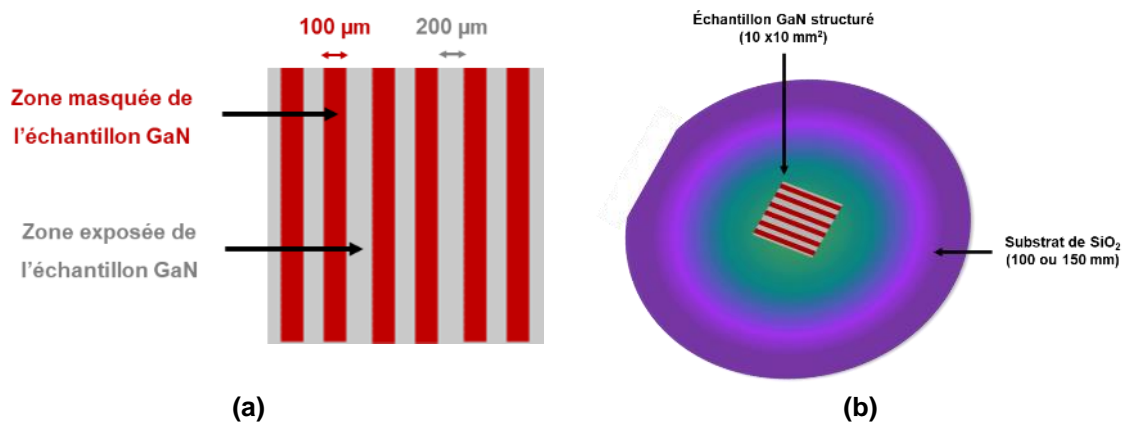 100 µm
200 µm
Zone masquée de
l'échantillon GaN
Zone exposée de
l'échantillon GaN
(a)
Échantillon GaN structuré
(10 x10 mm²)
Substrat de SiO₂
(100 ou 150 mm)
(b)